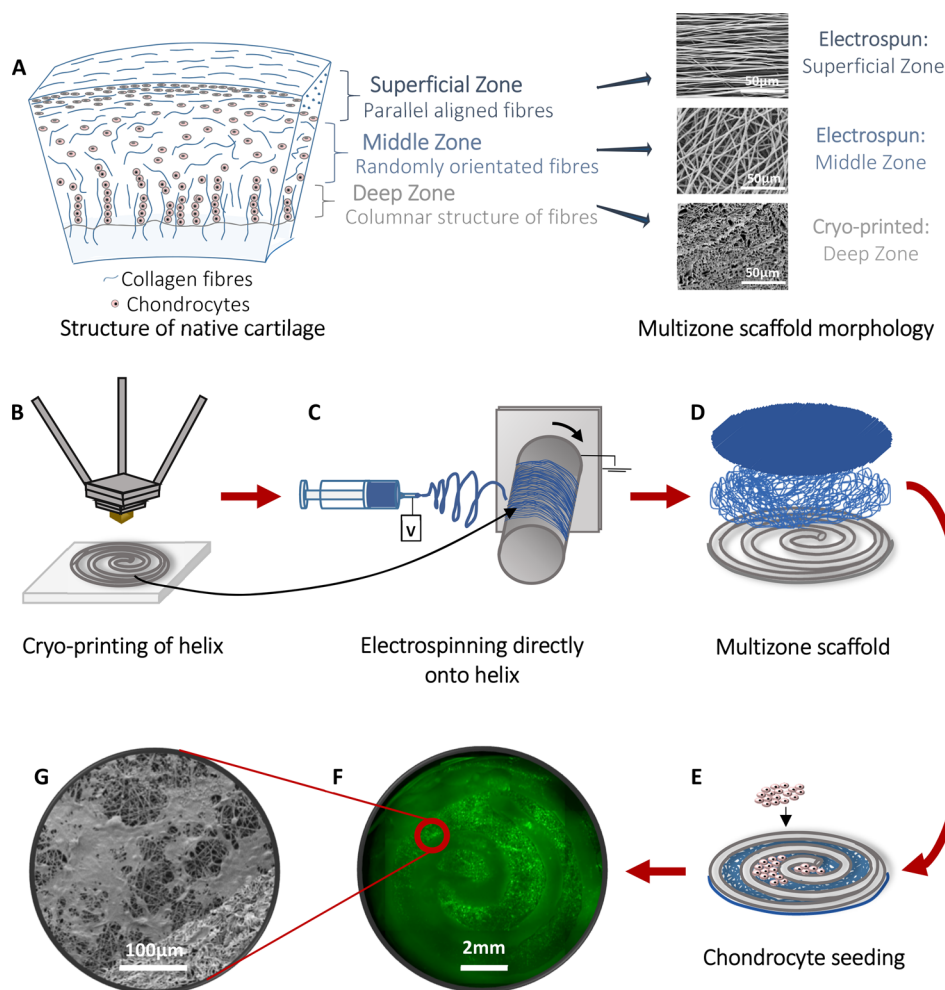 A
Superficial Zone
Parallel aligned fibres
Middle Zone
Randomly orientated fibres
Deep Zone
Columnar structure of fibres
Collagen fibres
Chondrocytes
Structure of native cartilage
50µm
Electrospun:
Superficial Zone
50µm
Electrospun:
Middle Zone
50µm
Cryo-printed:
Deep Zone
Multizone scaffold morphology
B
Cryo-printing of helix
C
V
Electrospinning directly
onto helix
D
Multizone scaffold
G
100µm
F
2mm
E
Chondrocyte seeding